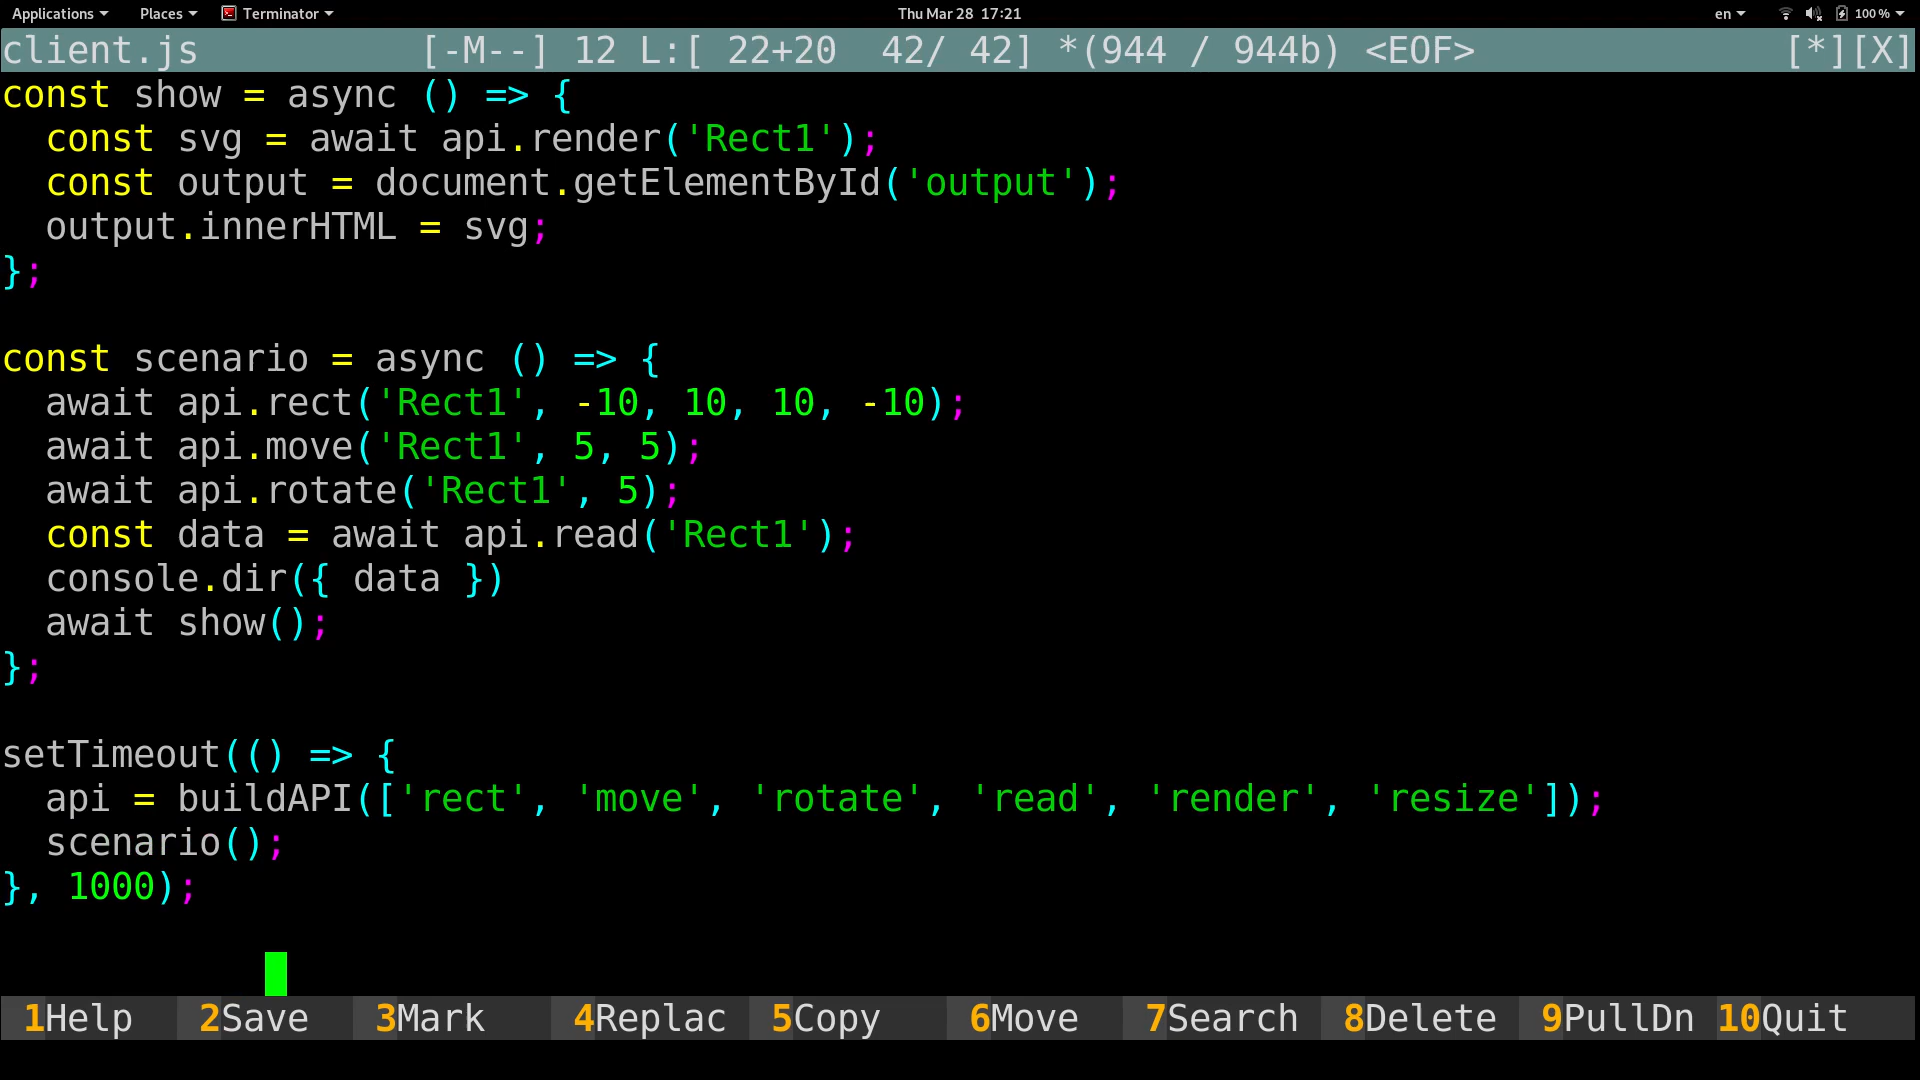 Applications Places Terminator Thu Mar 28 17:21 en 100 %
client.js [-M--] 12 L:[ 22+20 42/ 42] *(944 / 944b) <EOF> [*][X]
const show = async () => {
  const svg = await api.render('Rect1');
  const output = document.getElementById('output');
  output.innerHTML = svg;
};

const scenario = async () => {
  await api.rect('Rect1', -10, 10, 10, -10);
  await api.move('Rect1', 5, 5);
  await api.rotate('Rect1', 5);
  const data = await api.read('Rect1');
  console.dir({ data })
  await show();
};

setTimeout(() => {
  api = buildAPI(['rect', 'move', 'rotate', 'read', 'render', 'resize']);
  scenario();
}, 1000);
1Help 2Save 3Mark 4Replac 5Copy 6Move 7Search 8Delete 9PullDn 10Quit